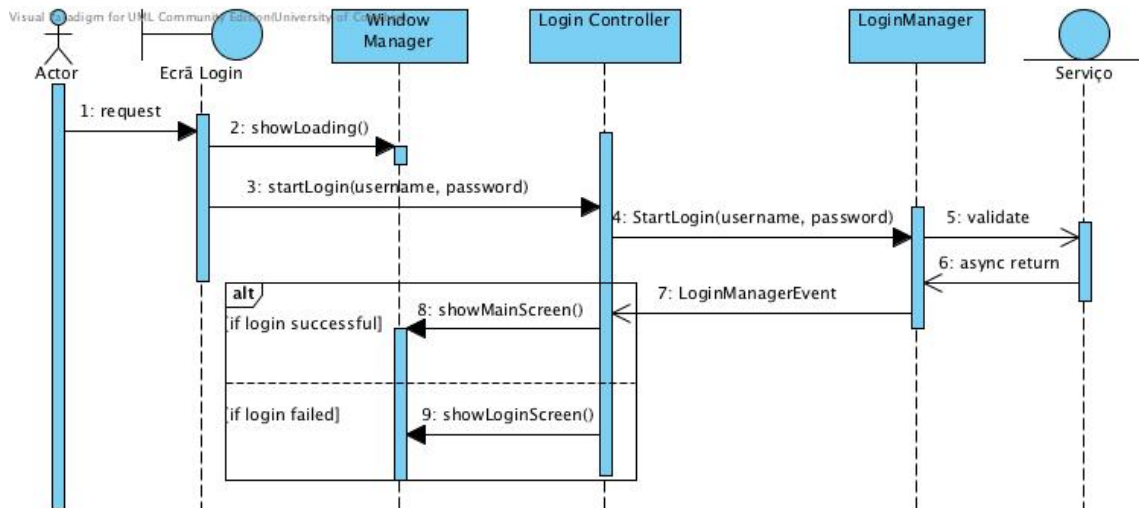 Visual Paradigm for UML Community Edition(University of
Window
Manager
Login Controller
LoginManager
Actor
Ecrã Login
Serviço
1: request
2: showLoading()
3: startLogin(username, password)
4: StartLogin(username, password)
5: validate
6: async return
7: LoginManagerEvent
alt
[if login successful]
8: showMainScreen()
[if login failed]
9: showLoginScreen()